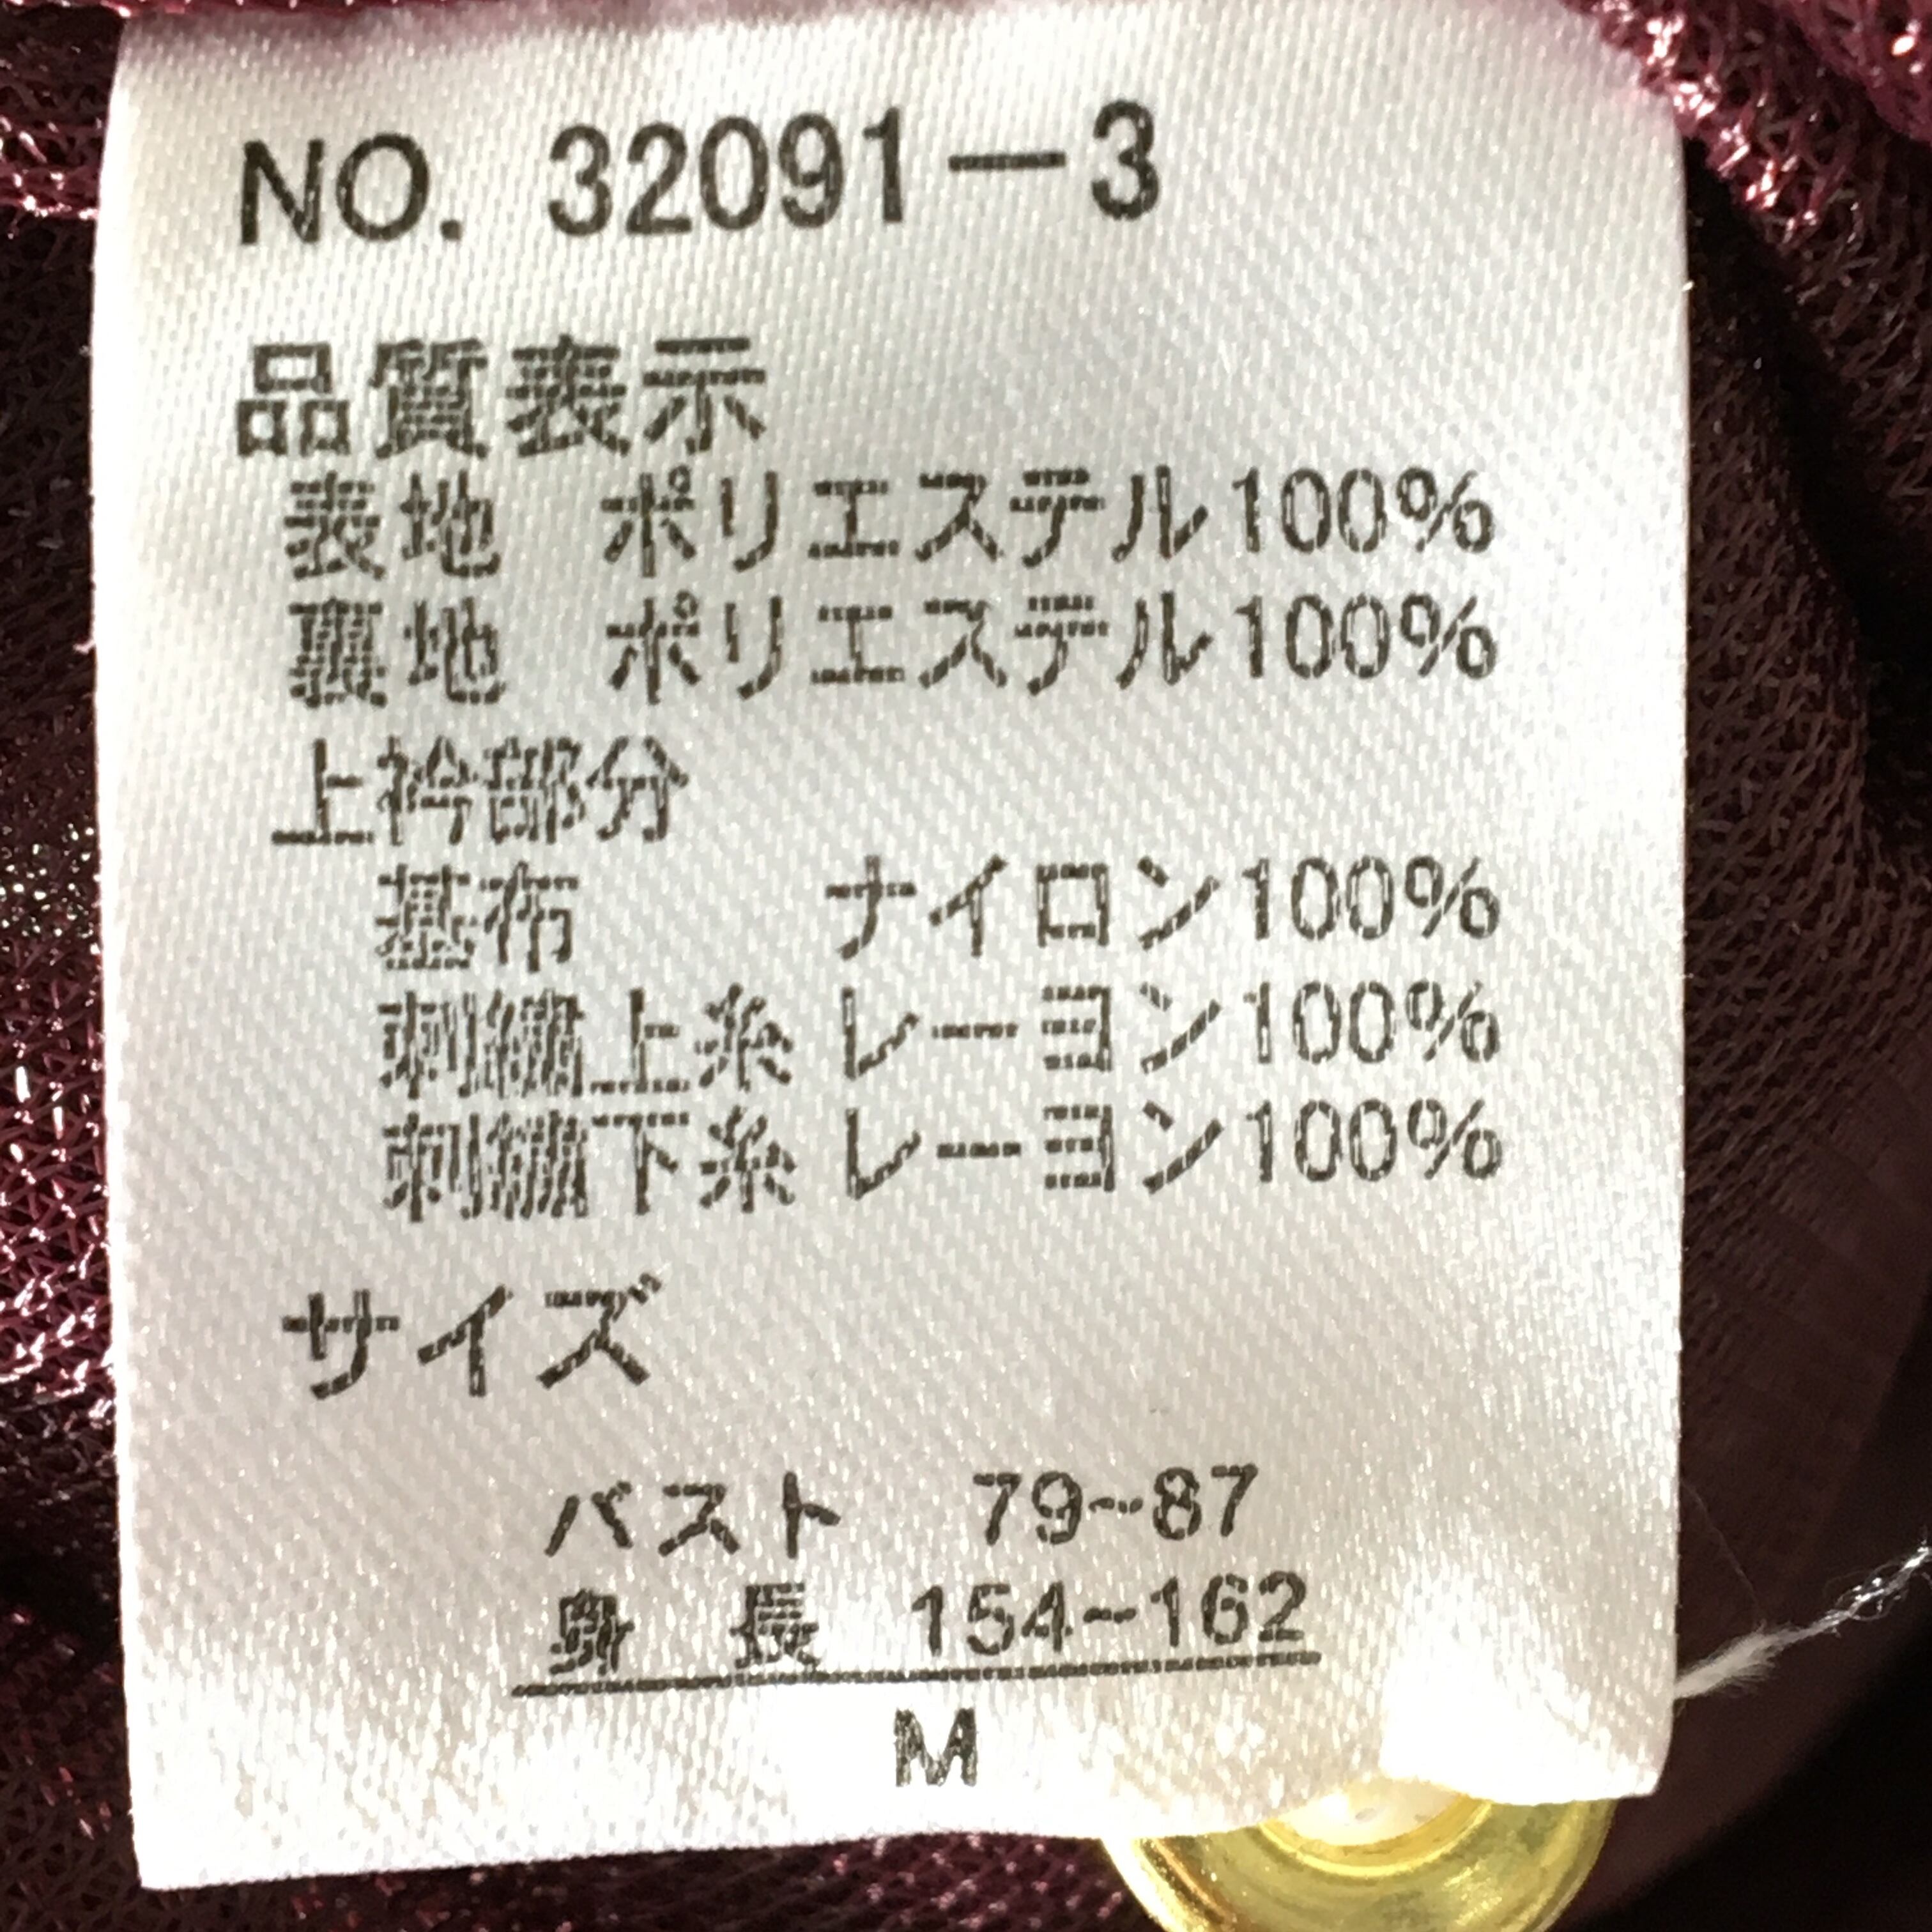 NO. 32091－3
品質表示
表地 ポリエステル100%
裏地 ポリエステル100%
上衿部分
基布 ナイロン100%
刺繍上糸 レーヨン100%
刺繍下糸 レーヨン100%
サイズ
バスト 79~87
身 長 154~162
M